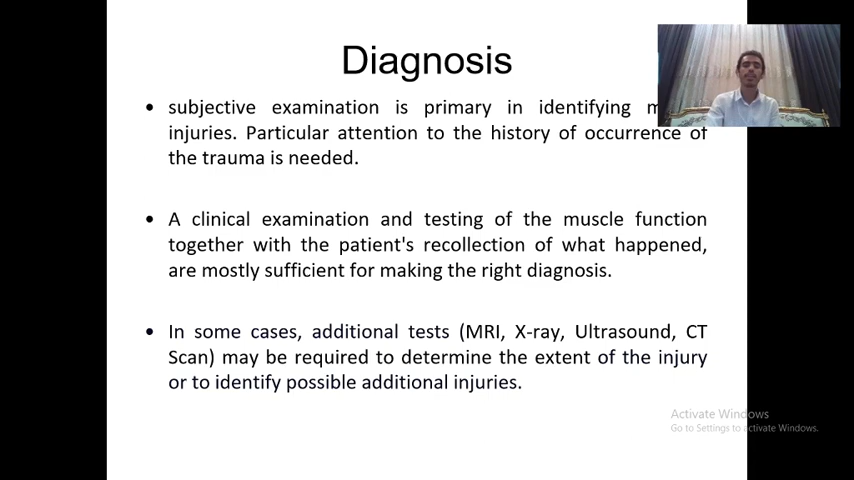 Diagnosis
• subjective examination is primary in identifying
injuries. Particular attention to the history of occurrence of
the trauma is needed.
• A clinical examination and testing of the muscle function
together with the patient's recollection of what happened,
are mostly sufficient for making the right diagnosis.
• In some cases, additional tests (MRI, X-ray, Ultrasound, CT
Scan) may be required to determine the extent of the injury
or to identify possible additional injuries.
Activate Windows
Go to Settings to activate Windows.